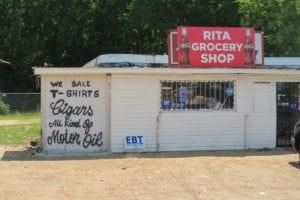 RITA
GROCERY
SHOP
WE SALE
T-SHIRTS
Cigars
All Kind Of
Motor Oil
EBT